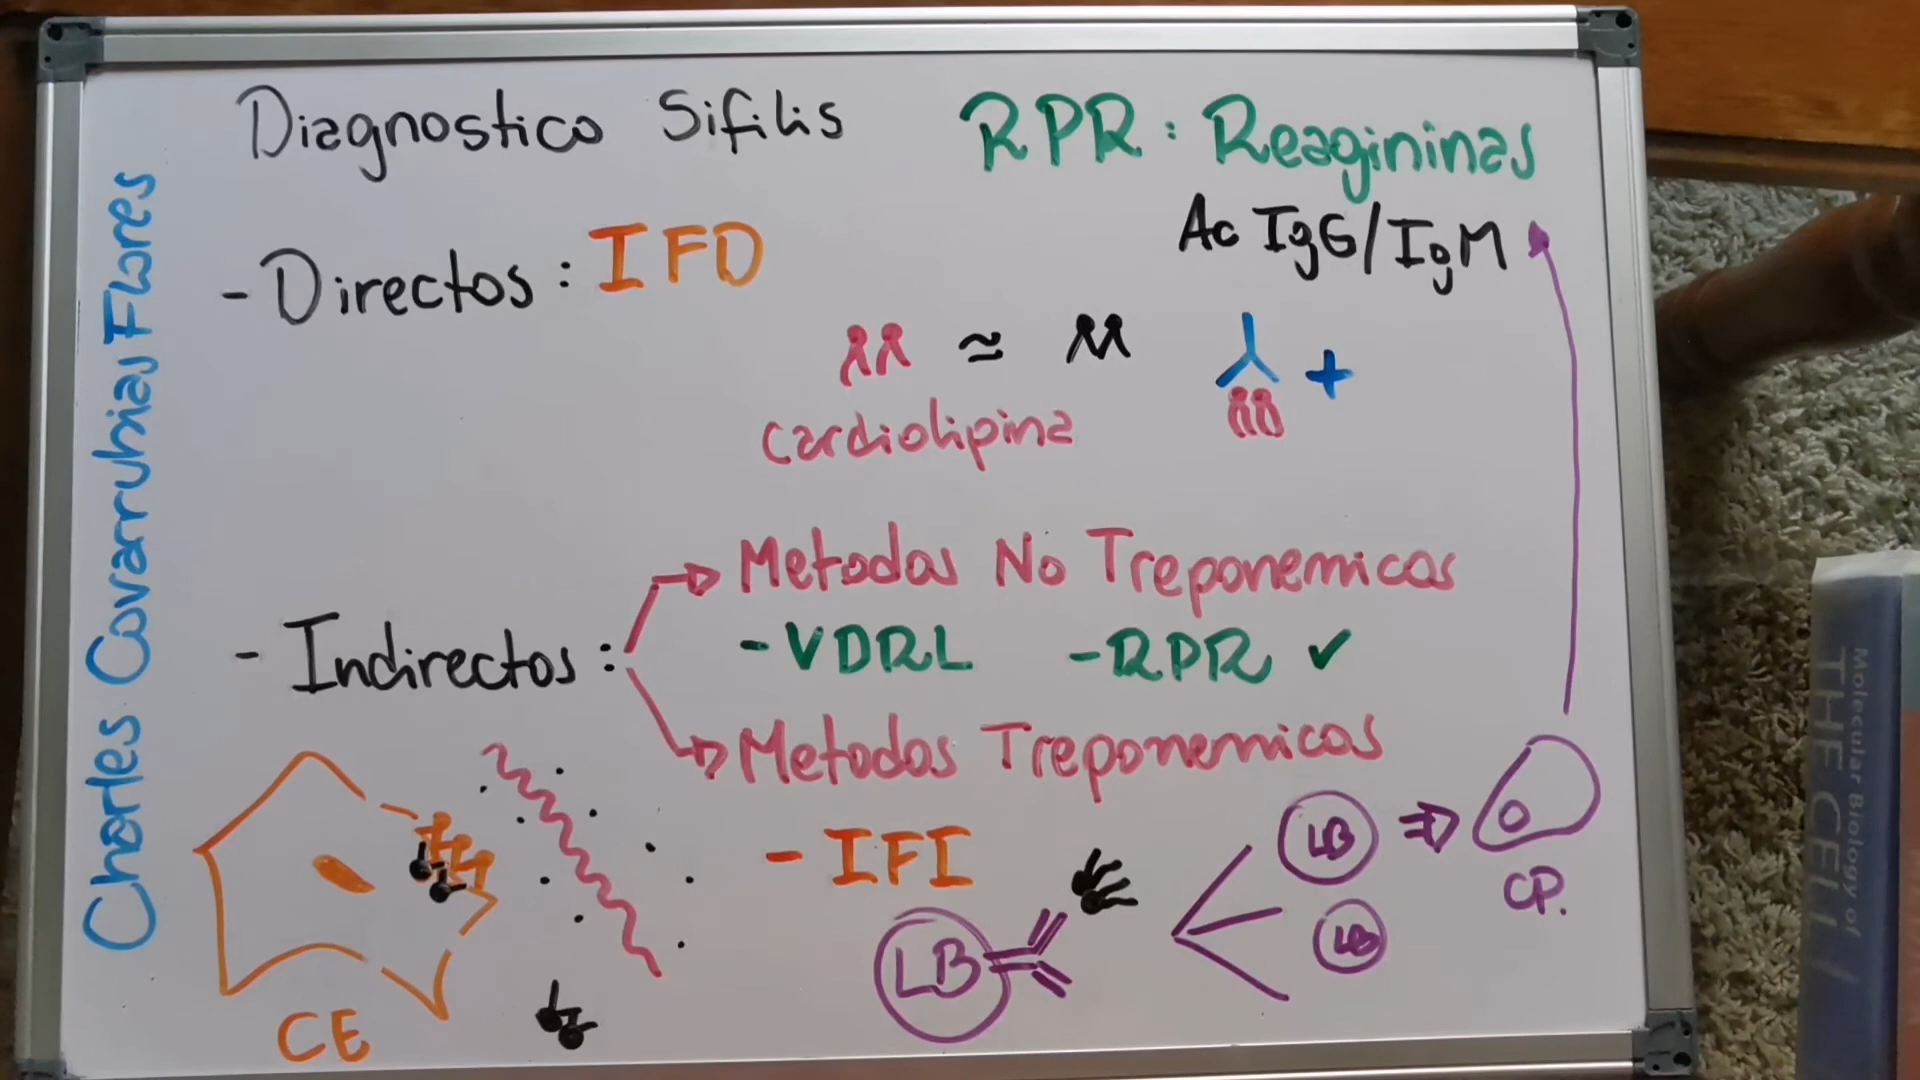 Diagnostico Sifilis
RPR: Reagininas
Ac IgG/IgM
- Directos: IFD
≈
+
cardiolipina
- Indirectos:
Metodos No Treponemicos
- VDRL - RPR ✓
Metodos Treponemicos
- IFI
LB
LB
LB
CP.
CE
Charles Covarrubias Flores
Molecular Biology of
THE CELL